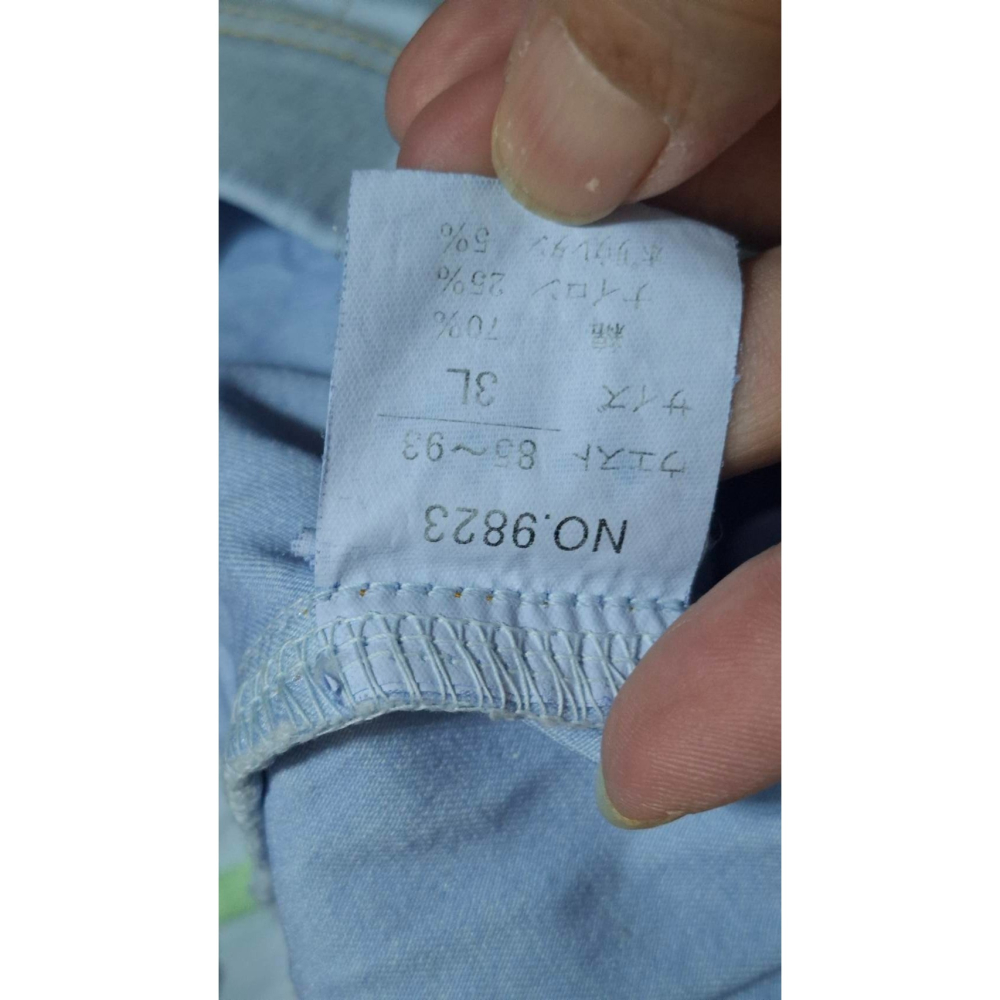 NO.9823
ウエスト 85〜93
サイズ 3L
綿 70%
ナイロン 25%
ポリウレタン 5%